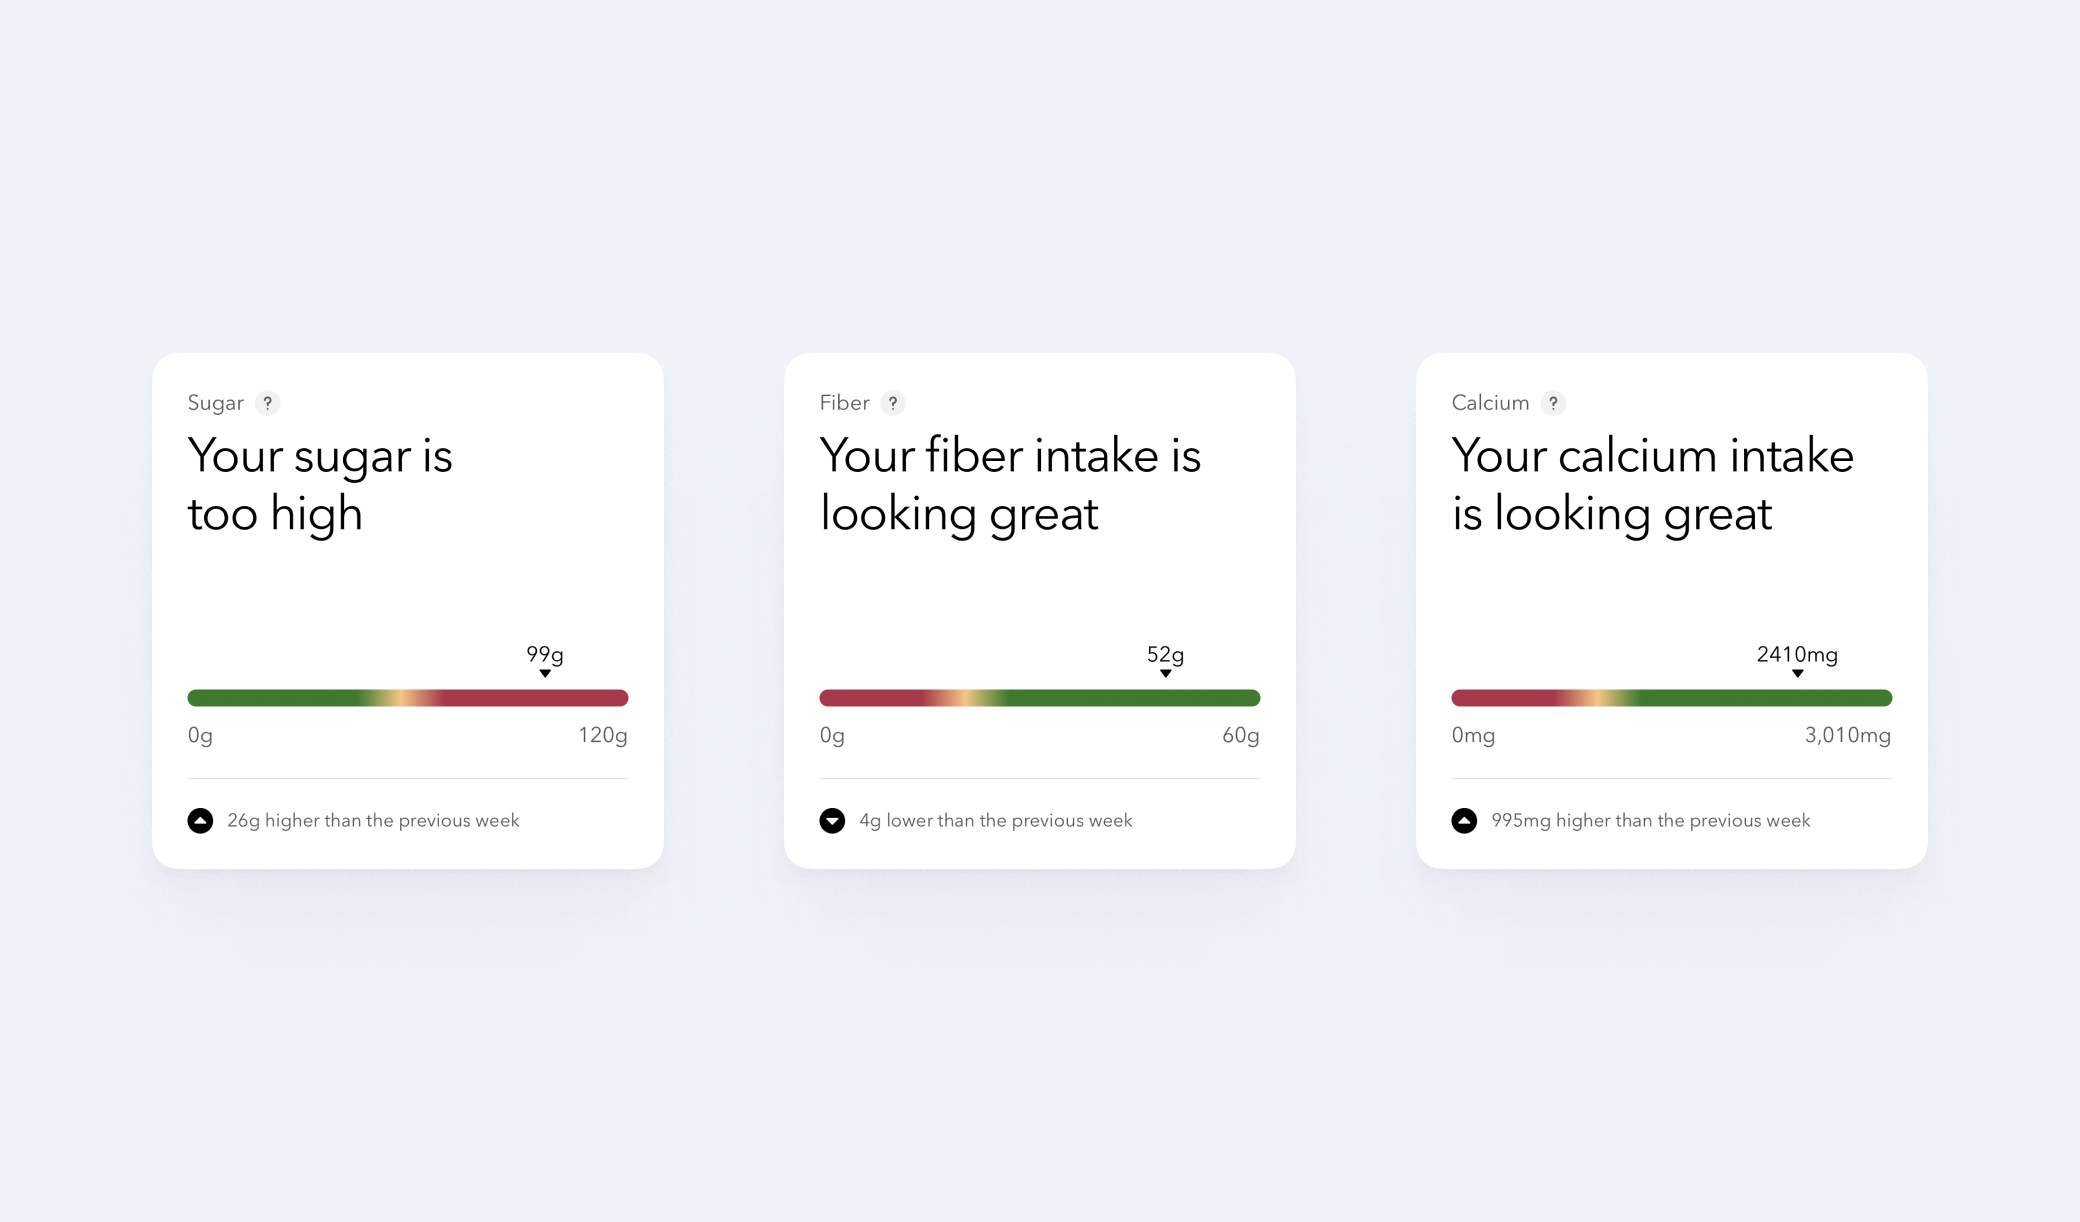 Sugar ?
Your sugar is
too high
99g
0g 120g
26g higher than the previous week
Fiber ?
Your fiber intake is
looking great
52g
0g 60g
4g lower than the previous week
Calcium ?
Your calcium intake
is looking great
2410mg
0mg 3,010mg
995mg higher than the previous week